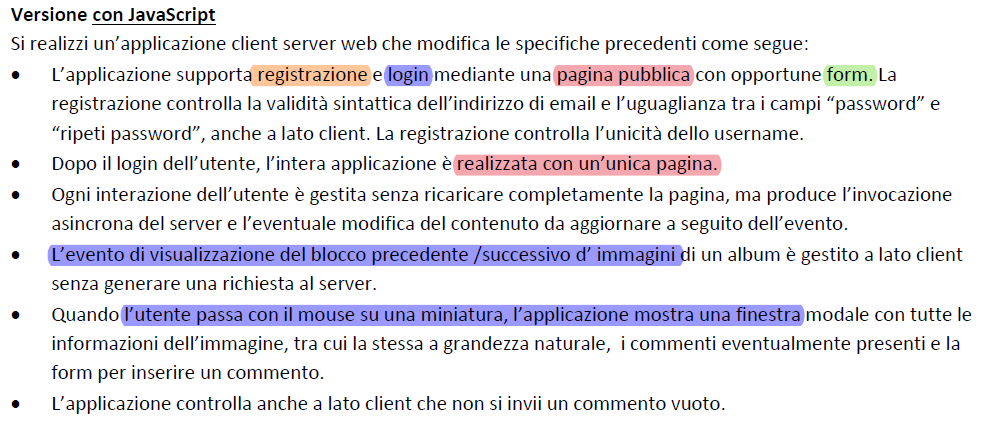 Versione con JavaScript
Si realizzi un’applicazione client server web che modifica le specifiche precedenti come segue:
• L’applicazione supporta registrazione e login mediante una pagina pubblica con opportune form. La
registrazione controlla la validità sintattica dell’indirizzo di email e l’uguaglianza tra i campi “password” e
“ripeti password”, anche a lato client. La registrazione controlla l’unicità dello username.
• Dopo il login dell’utente, l’intera applicazione è realizzata con un’unica pagina.
• Ogni interazione dell’utente è gestita senza ricaricare completamente la pagina, ma produce l’invocazione
asincrona del server e l’eventuale modifica del contenuto da aggiornare a seguito dell’evento.
• L’evento di visualizzazione del blocco precedente /successivo d’ immagini di un album è gestito a lato client
senza generare una richiesta al server.
• Quando l’utente passa con il mouse su una miniatura, l’applicazione mostra una finestra modale con tutte le
informazioni dell’immagine, tra cui la stessa a grandezza naturale, i commenti eventualmente presenti e la
form per inserire un commento.
• L’applicazione controlla anche a lato client che non si invii un commento vuoto.